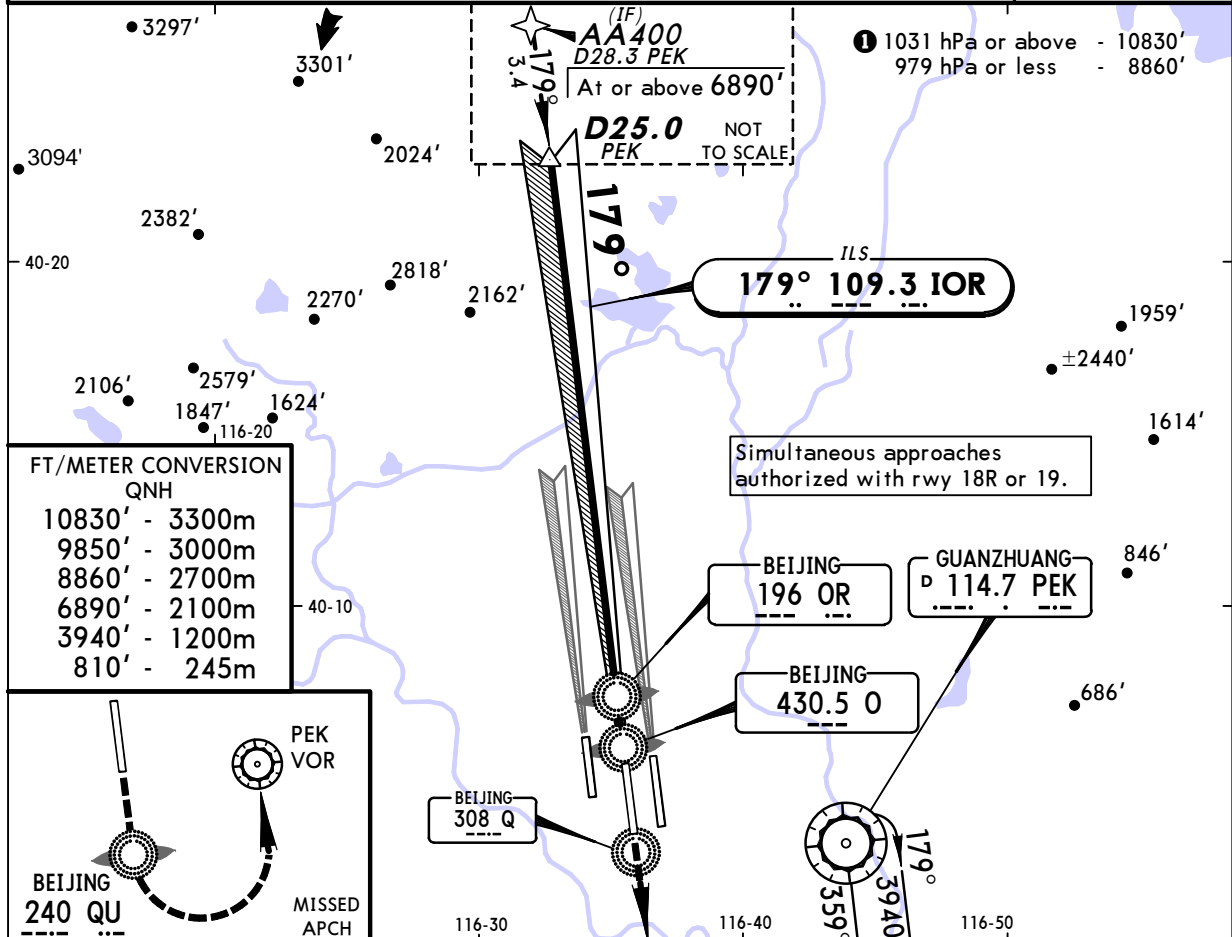 3297'
3301'
(IF)
AA400
D28.3 PEK
At or above 6890'
179°
3.4
D25.0
PEK
NOT
TO SCALE
1 1031 hPa or above - 10830'
979 hPa or less - 8860'
3094'
2024'
2382'
179°
40-20
2818'
2270'
2162'
ILS
179° 109.3 IOR
1959'
±2440'
2579'
2106'
1847'
1624'
116-20
1614'
Simultaneous approaches
authorized with rwy 18R or 19.
FT/METER CONVERSION
QNH
10830' - 3300m
9850' - 3000m
8860' - 2700m
6890' - 2100m
3940' - 1200m
810' - 245m
40-10
BEIJING
196 OR
GUANZHUANG
D 114.7 PEK
846'
BEIJING
430.5 O
686'
PEK
VOR
BEIJING
308 Q
BEIJING
240 QU
MISSED
APCH
179°
359°
3940
116-30
116-40
116-50